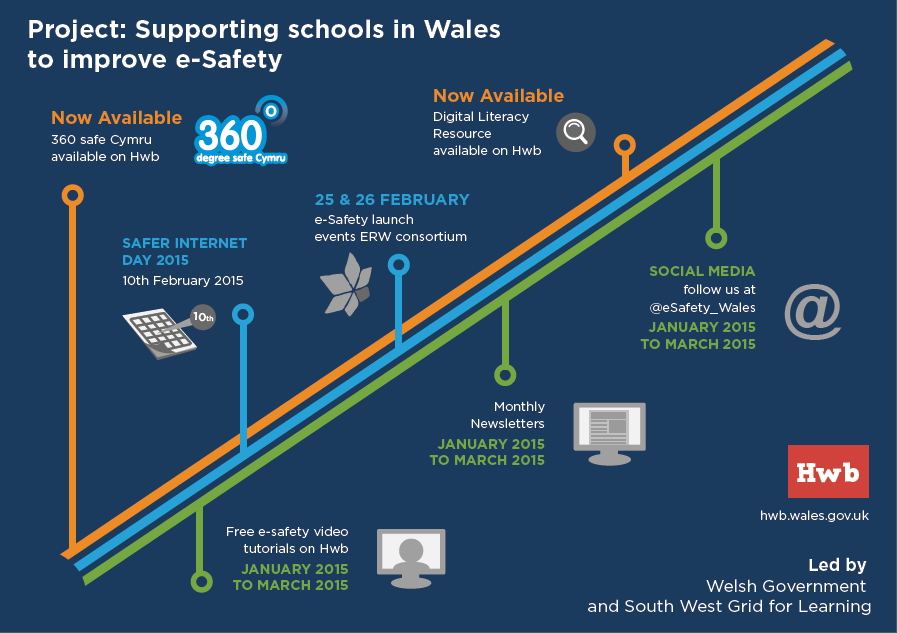 Project: Supporting schools in Wales
to improve e-Safety
Now Available
360 safe Cymru
available on Hwb
360
degree safe Cymru
Now Available
Digital Literacy
Resource
available on Hwb
25 & 26 FEBRUARY
e-Safety launch
events ERW consortium
SAFER INTERNET
DAY 2015
10th February 2015
10th
SOCIAL MEDIA
follow us at
@eSafety_Wales
JANUARY 2015
TO MARCH 2015
@
Monthly
Newsletters
JANUARY 2015
TO MARCH 2015
Free e-safety video
tutorials on Hwb
JANUARY 2015
TO MARCH 2015
Hwb
hwb.wales.gov.uk
Led by
Welsh Government
and South West Grid for Learning